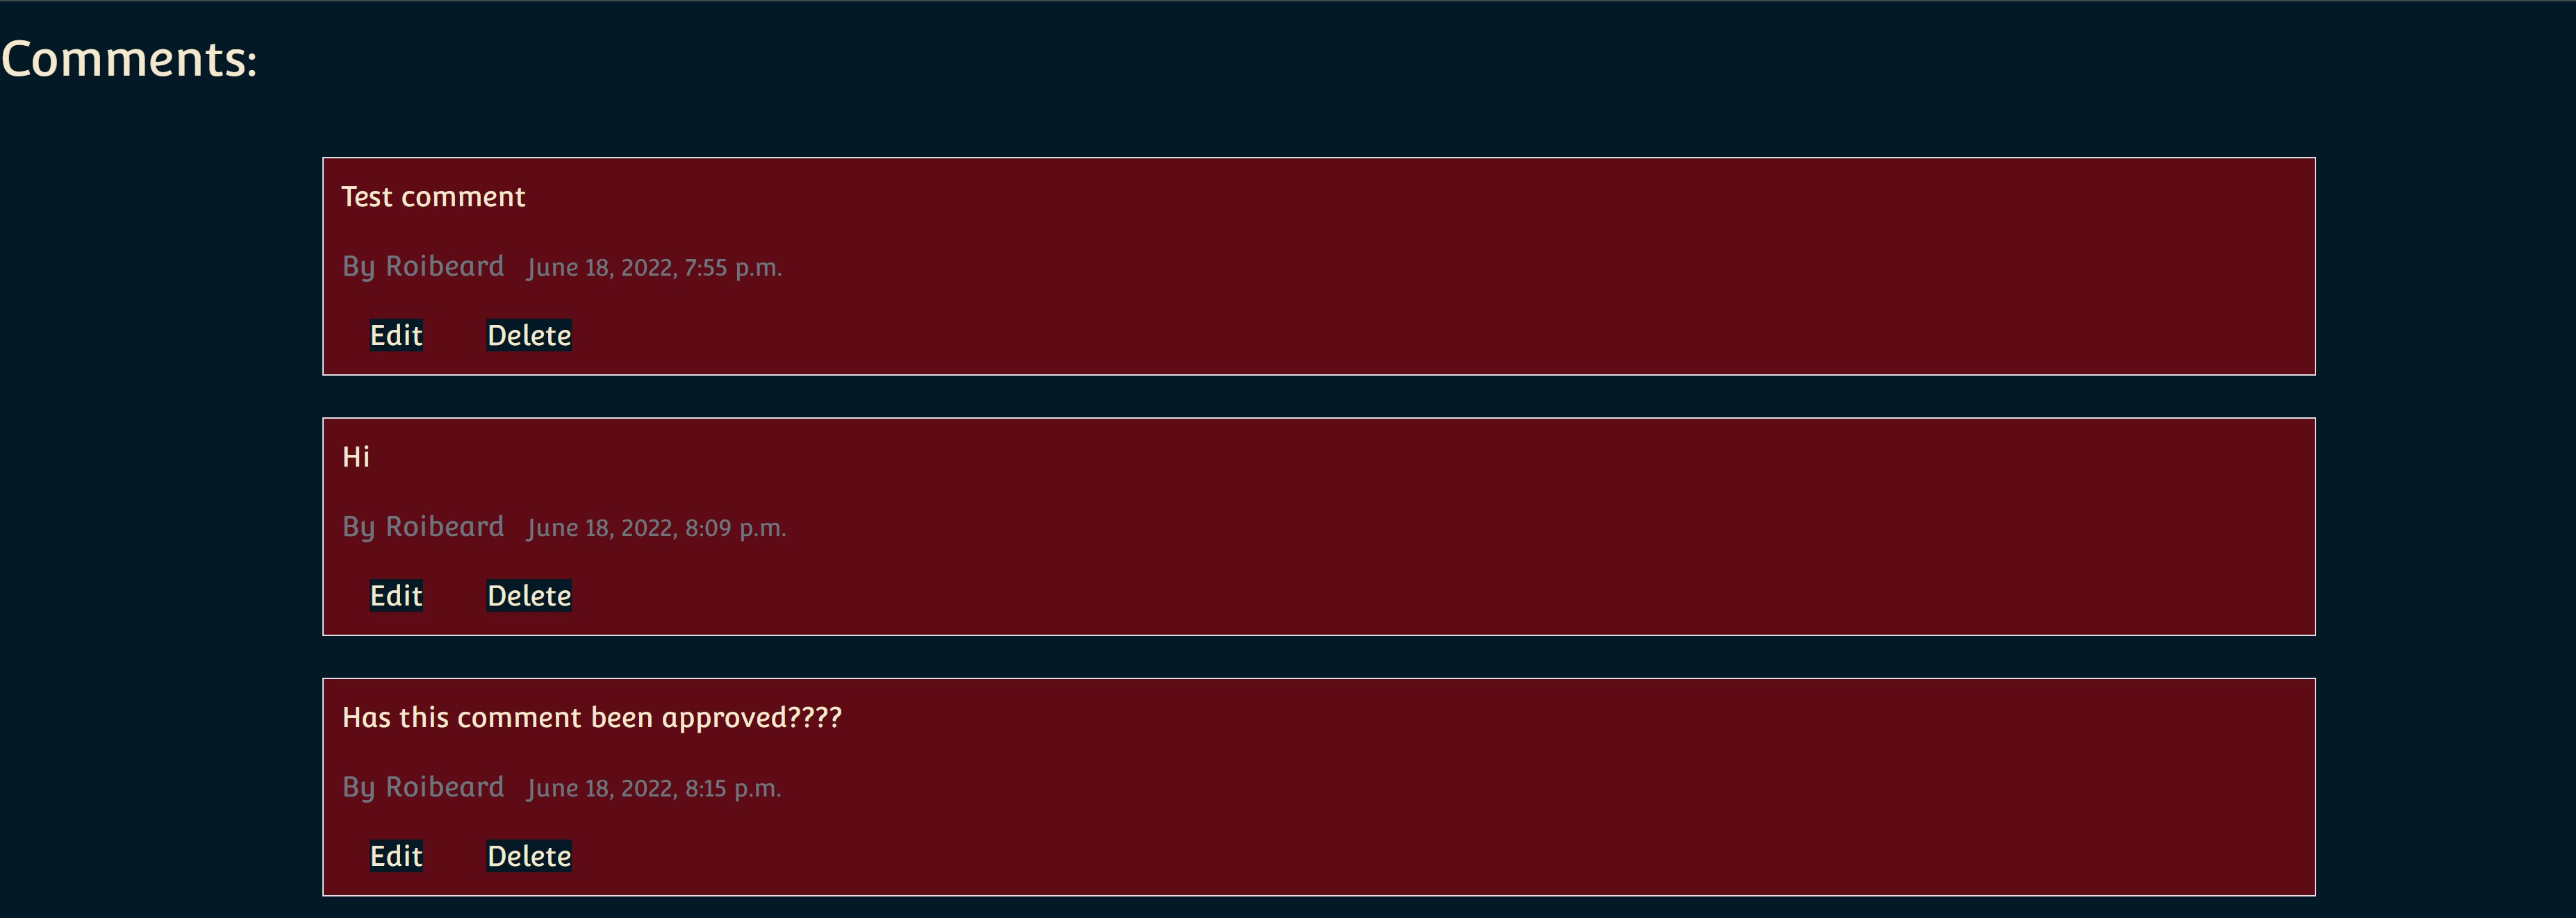 Comments:
Test comment
By Roibeard June 18, 2022, 7:55 p.m.
Edit Delete
Hi
By Roibeard June 18, 2022, 8:09 p.m.
Edit Delete
Has this comment been approved????
By Roibeard June 18, 2022, 8:15 p.m.
Edit Delete